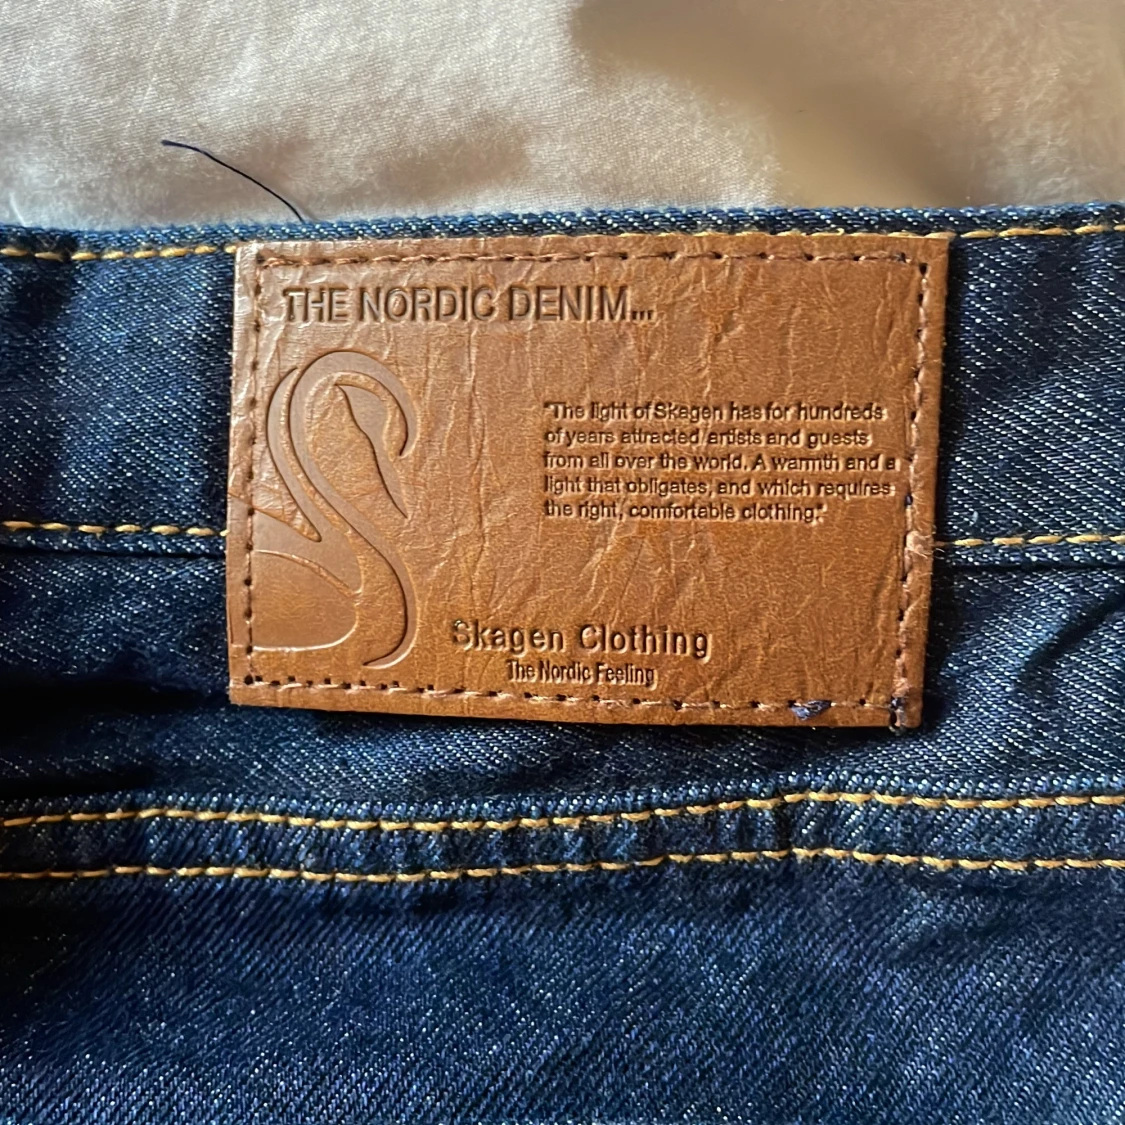 THE NORDIC DENIM...
"The light of Skagen has for hundreds
of years attracted artists and guests
from all over the world. A warmth and a
light that obligates, and which requires
the right, comfortable clothing."
Skagen Clothing
The Nordic Feeling